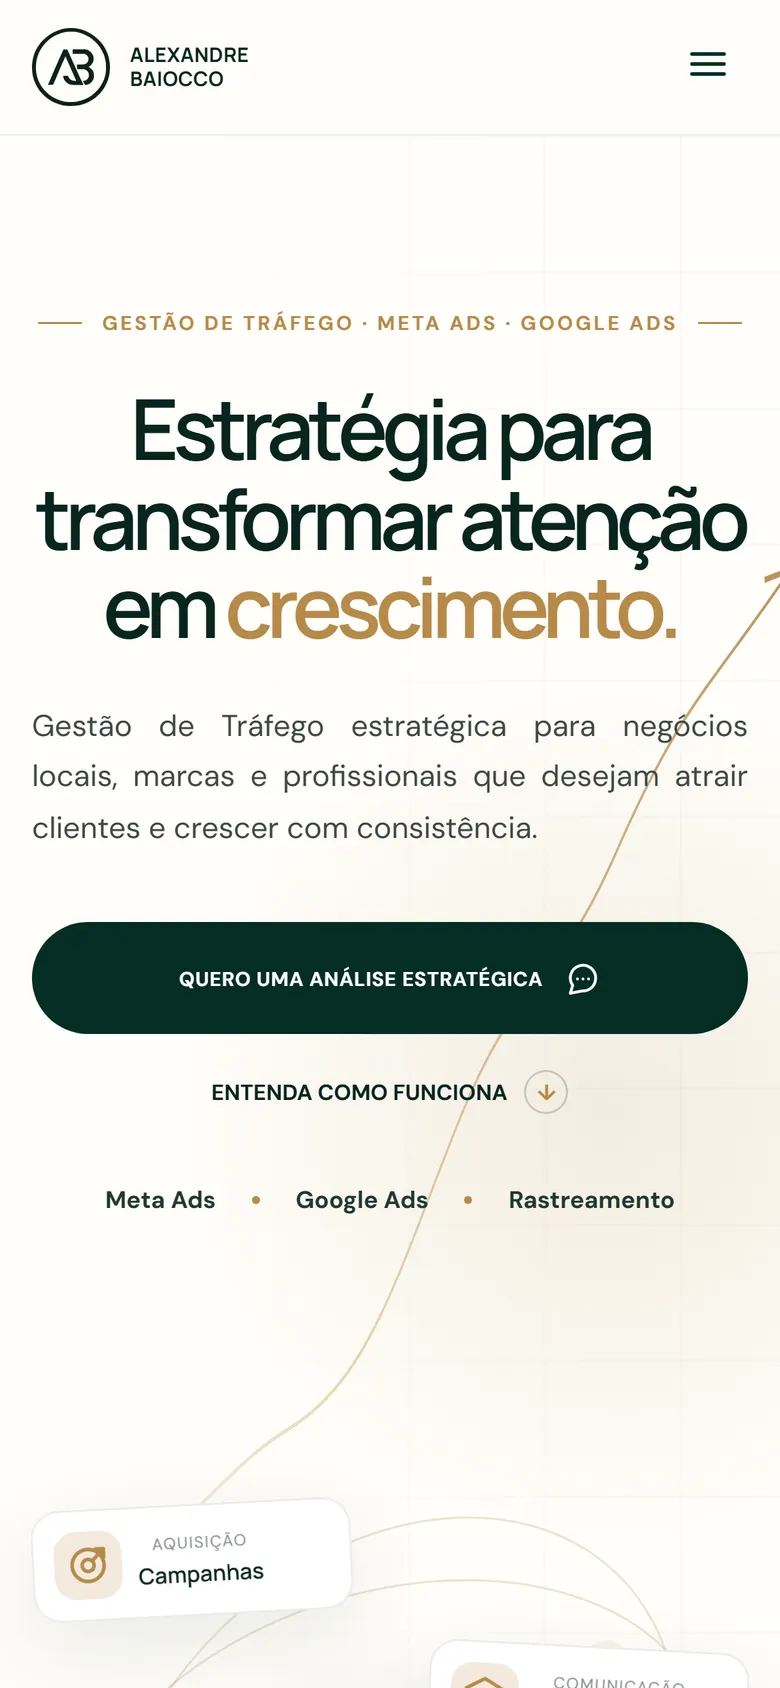 AB
ALEXANDRE
BAIOCCO
GESTÃO DE TRÁFEGO · META ADS · GOOGLE ADS
Estratégia para
transformar atenção
em crescimento.
Gestão de Tráfego estratégica para negócios
locais, marcas e profissionais que desejam atrair
clientes e crescer com consistência.
QUERO UMA ANÁLISE ESTRATÉGICA
ENTENDA COMO FUNCIONA
Meta Ads • Google Ads • Rastreamento
AQUISIÇÃO
Campanhas
COMUNICAÇÃO